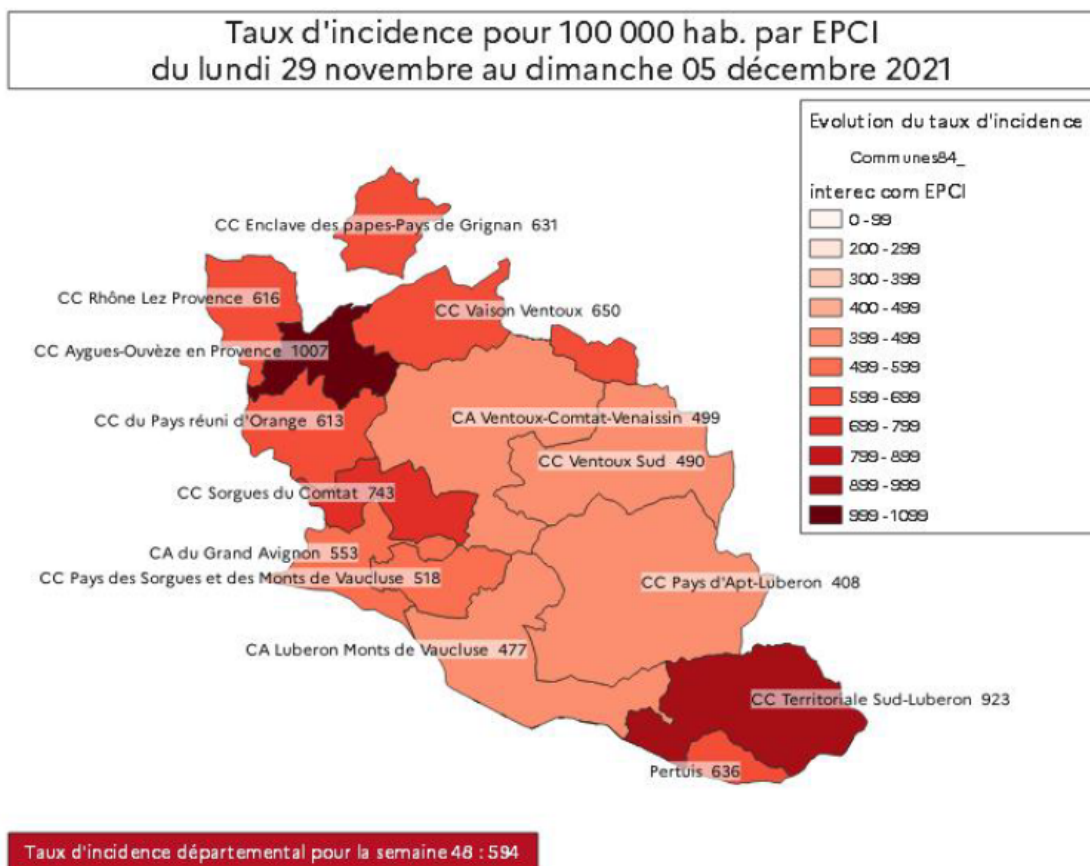 Taux d'incidence pour 100 000 hab. par EPCI
du lundi 29 novembre au dimanche 05 décembre 2021
Evolution du taux d'incidence
Communes84_
interec com EPCI
0 - 99
200 - 299
300 - 399
400 - 499
399 - 499
499 - 599
599 - 699
699 - 799
799 - 899
899 - 999
999 - 1099
CC Enclave des papes-Pays de Grignan 631
CC Rhône Lez Provence 616
CC Vaison Ventoux 650
CC Aygues-Ouvèze en Provence 1007
CC du Pays réuni d'Orange 613
CA Ventoux-Comtat-Venaissin 499
CC Ventoux Sud 490
CC Sorgues du Comtat 743
CA du Grand Avignon 553
CC Pays des Sorgues et des Monts de Vaucluse 518
CC Pays d'Apt-Luberon 408
CA Luberon Monts de Vaucluse 477
CC Territoriale Sud-Luberon 923
Pertuis 636
Taux d'incidence départemental pour la semaine 48 : 594